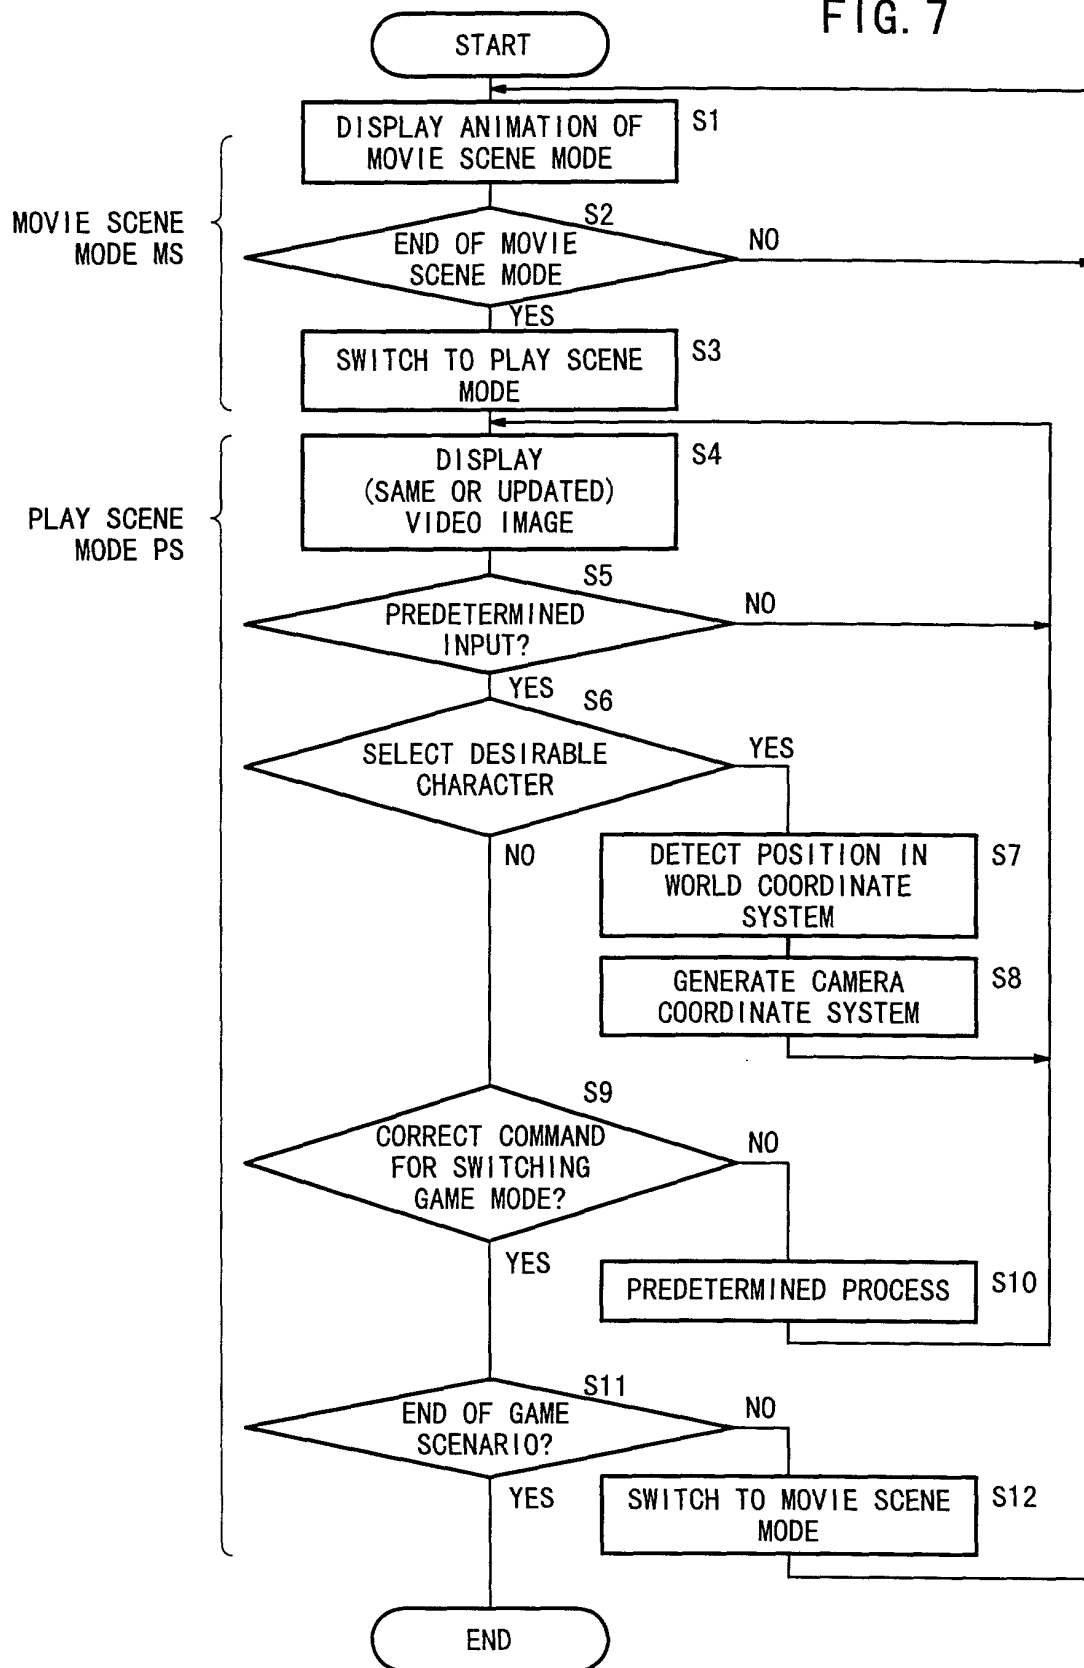 FIG. 7
START
DISPLAY ANIMATION OF
MOVIE SCENE MODE
S1
MOVIE SCENE
MODE MS
S2
END OF MOVIE
SCENE MODE
NO
YES
SWITCH TO PLAY SCENE
MODE
S3
DISPLAY
(SAME OR UPDATED)
VIDEO IMAGE
S4
PLAY SCENE
MODE PS
S5
PREDETERMINED
INPUT?
NO
YES
S6
SELECT DESIRABLE
CHARACTER
YES
NO
DETECT POSITION IN
WORLD COORDINATE
SYSTEM
S7
GENERATE CAMERA
COORDINATE SYSTEM
S8
S9
CORRECT COMMAND
FOR SWITCHING
GAME MODE?
NO
YES
PREDETERMINED PROCESS
S10
S11
END OF GAME
SCENARIO?
NO
YES
SWITCH TO MOVIE SCENE
MODE
S12
END